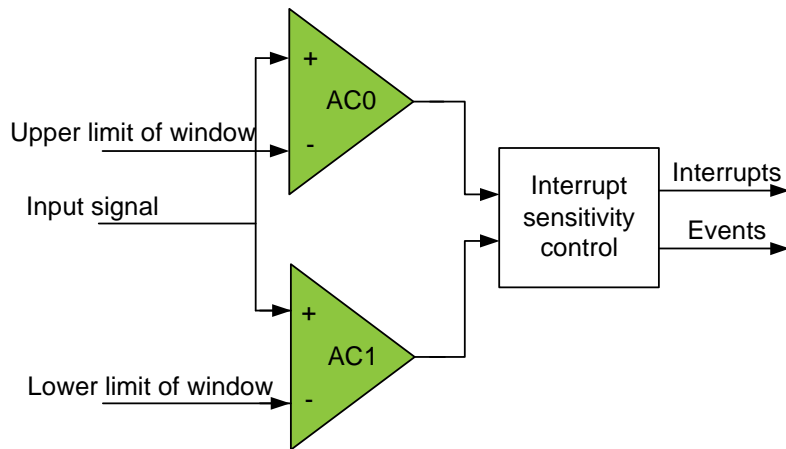 +
AC0
Upper limit of window
-
Interrupt
sensitivity
control
Interrupts
Input signal
Events
+
AC1
Lower limit of window
-